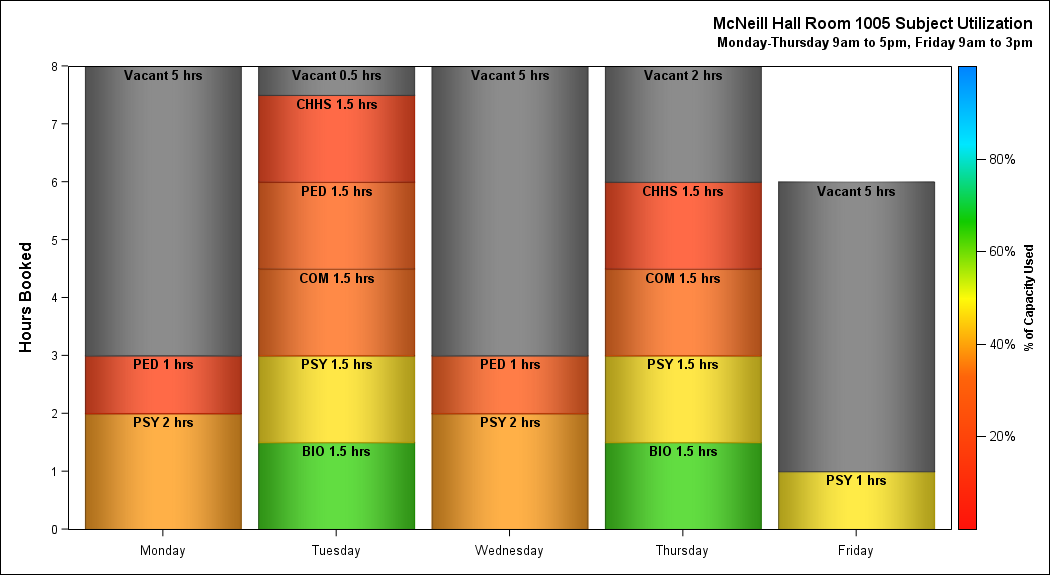 McNeill Hall Room 1005 Subject Utilization
Monday-Thursday 9am to 5pm, Friday 9am to 3pm
Hours Booked
8
7
6
5
4
3
2
1
0
Vacant 5 hrs
PED 1 hrs
PSY 2 hrs
Monday
Vacant 0.5 hrs
CHHS 1.5 hrs
PED 1.5 hrs
COM 1.5 hrs
PSY 1.5 hrs
BIO 1.5 hrs
Tuesday
Vacant 5 hrs
PED 1 hrs
PSY 2 hrs
Wednesday
Vacant 2 hrs
CHHS 1.5 hrs
COM 1.5 hrs
PSY 1.5 hrs
BIO 1.5 hrs
Thursday
Vacant 5 hrs
PSY 1 hrs
Friday
80%
60%
40%
20%
% of Capacity Used